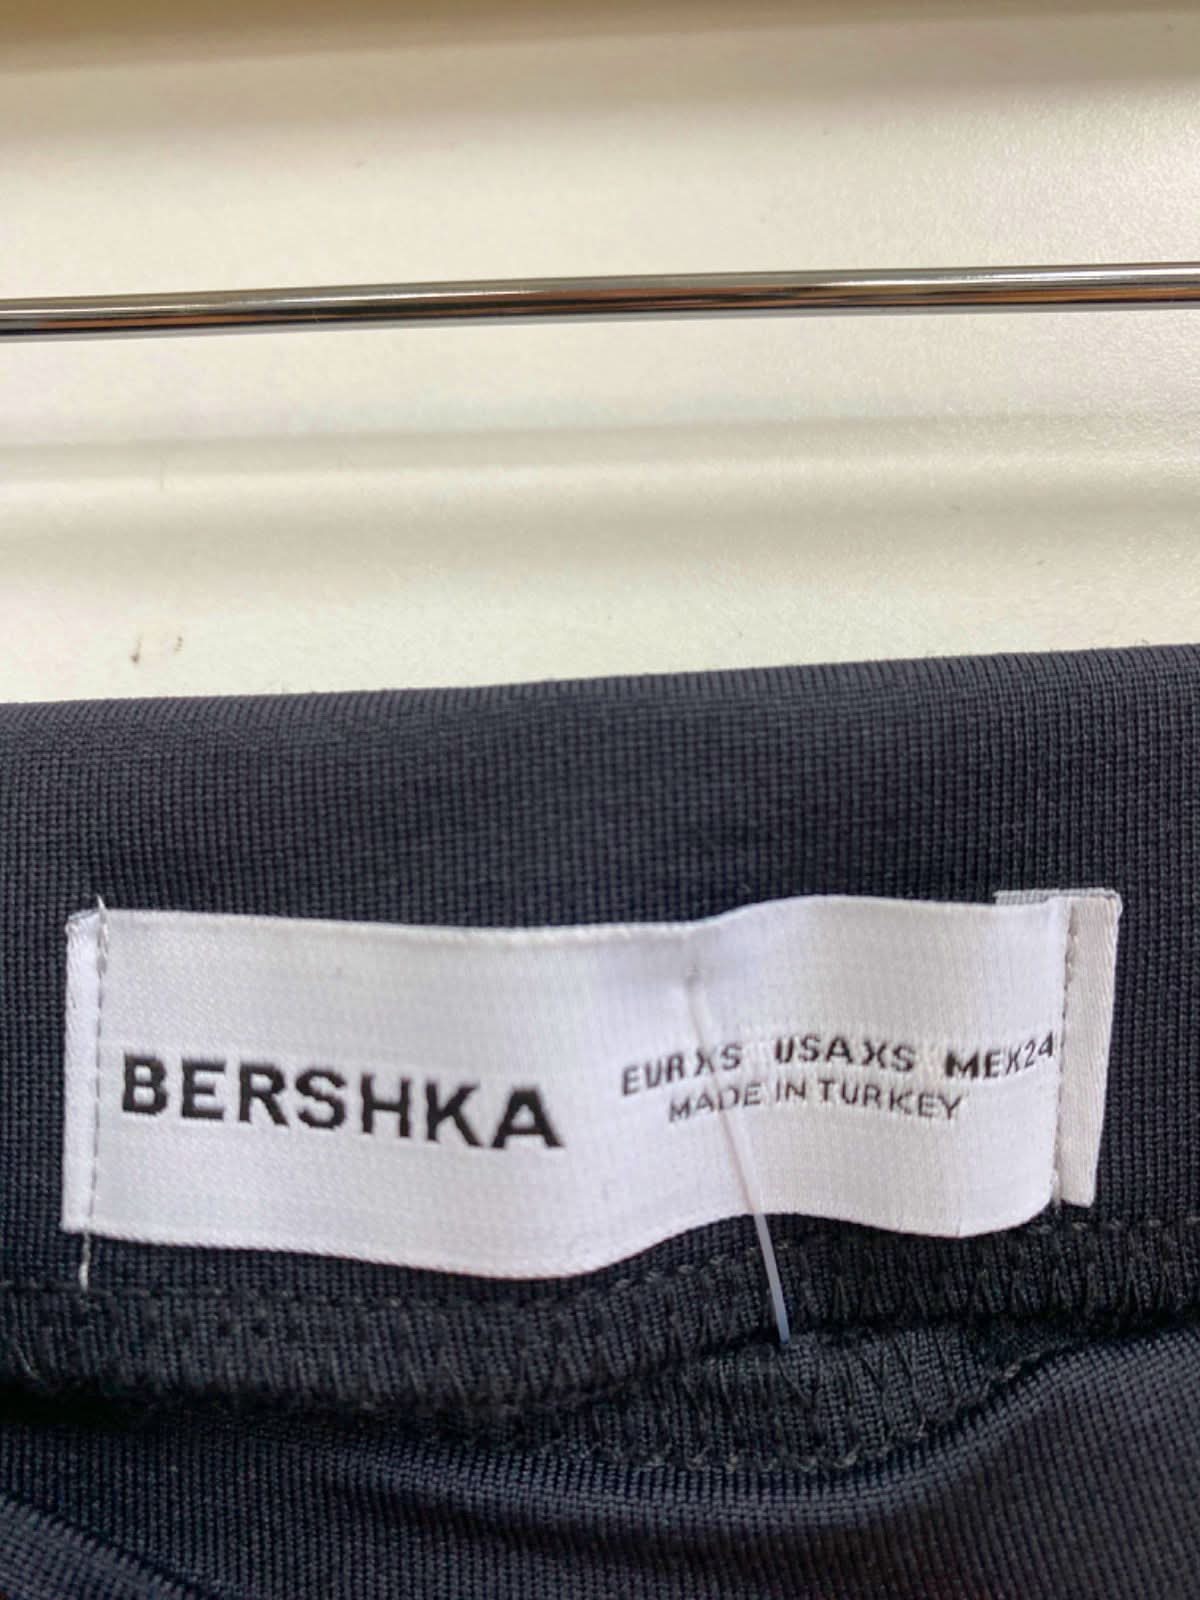 BERSHKA
EUR XS USA XS MEX 24
MADE IN TURKEY